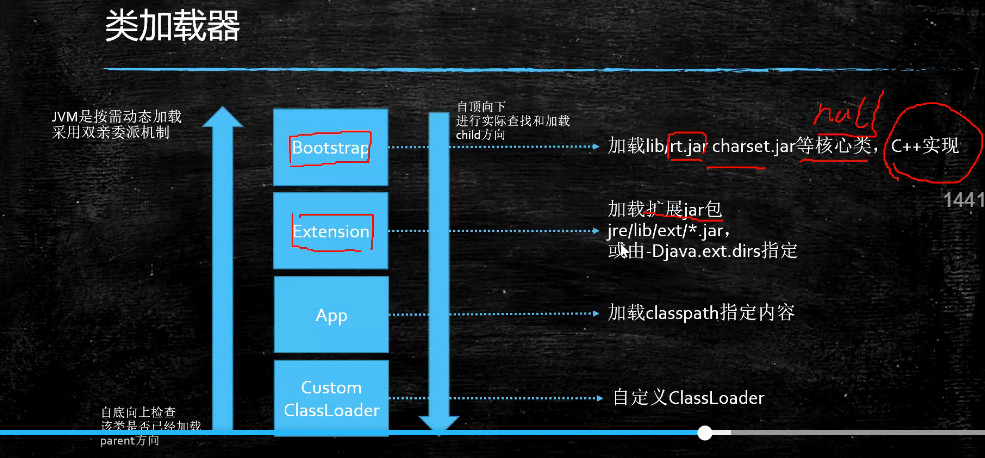 类加载器
JVM是按需动态加载
采用双亲委派机制
自顶向下
进行实际查找和加载
child方向
null
Bootstrap
加载lib/rt.jar charset.jar等核心类，C++实现
1441
Extension
加载扩展jar包
jre/lib/ext/*.jar，
或由-Djava.ext.dirs指定
App
加载classpath指定内容
Custom
ClassLoader
自定义ClassLoader
自底向上检查
该类是否已经加载
parent方向